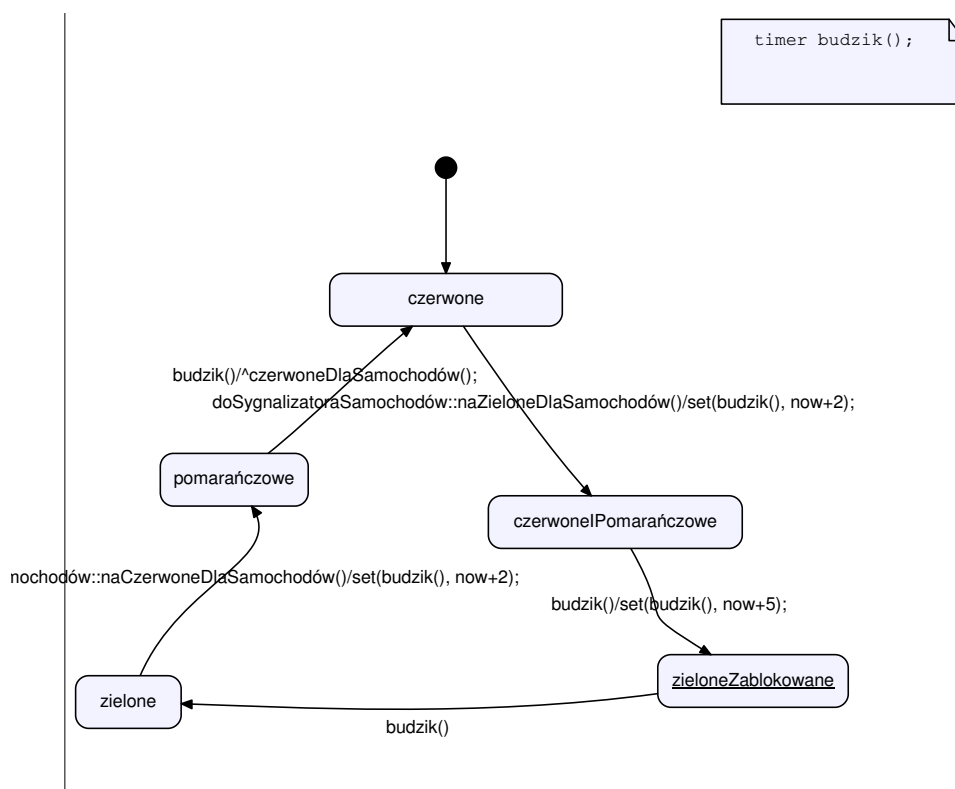 timer budzik();
czerwone
budzik()/^czerwoneDlaSamochodów();
doSygnalizatoraSamochodów::naZieloneDlaSamochodów()/set(budzik(), now+2);
pomarańczowe
czerwoneIPomarańczowe
nochodów::naCzerwoneDlaSamochodów()/set(budzik(), now+2);
budzik()/set(budzik(), now+5);
zieloneZablokowane
zielone
budzik()